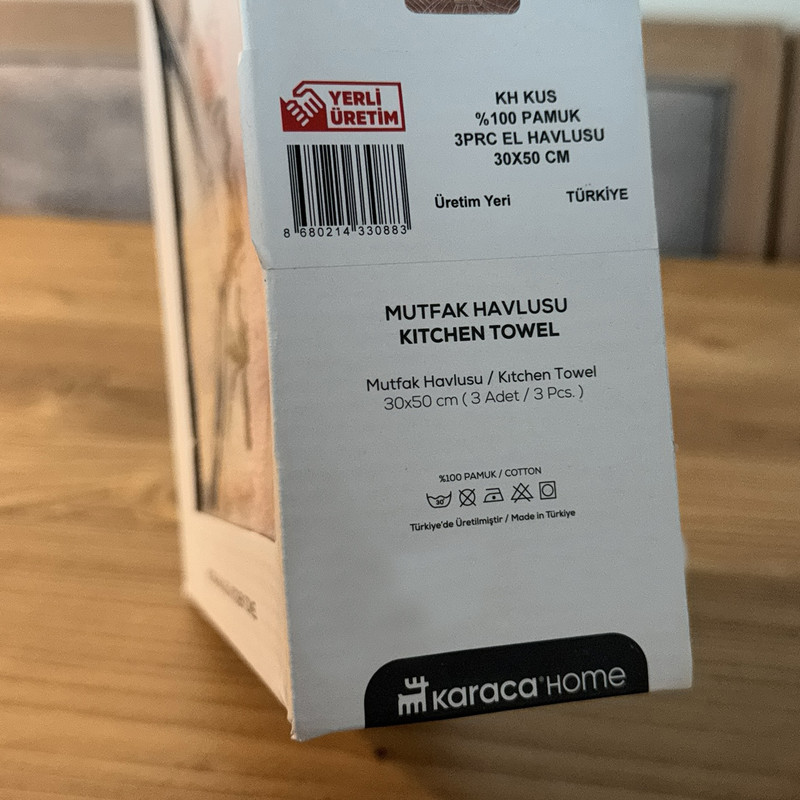 YERLİ
ÜRETİM
8 680214 330883
KH KUS
%100 PAMUK
3PRC EL HAVLUSU
30X50 CM
Üretim Yeri TÜRKİYE
MUTFAK HAVLUSU
KITCHEN TOWEL
Mutfak Havlusu / Kıtchen Towel
30x50 cm ( 3 Adet / 3 Pcs. )
%100 PAMUK / COTTON
30°
Türkiye'de Üretilmiştir / Made in Türkiye
karaca® HOME